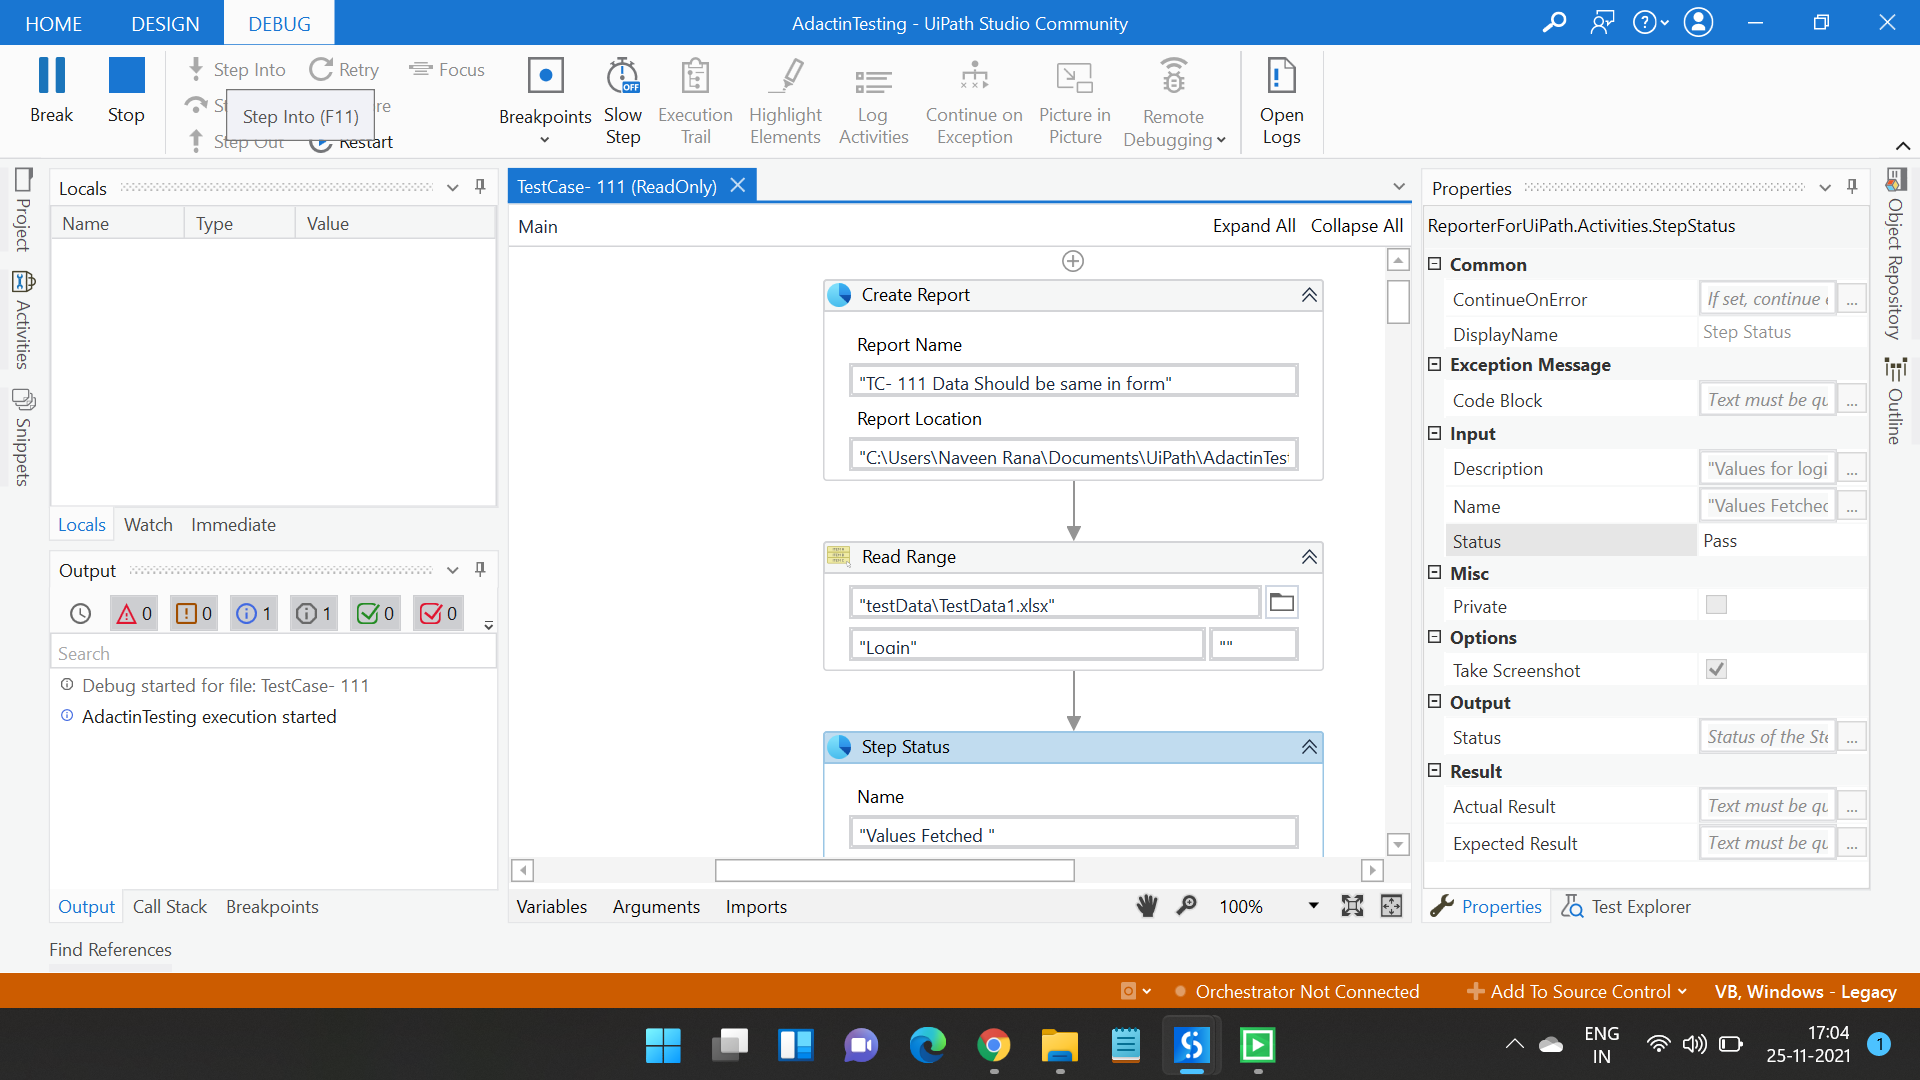 HOME DESIGN DEBUG AdactinTesting - UiPath Studio Community
Break Stop Step Into Retry Focus
Step Into (F11)
Step Out Restart
Breakpoints Slow Step Execution Trail Highlight Elements Log Activities Continue on Exception Picture in Picture Remote Debugging Open Logs
Project
Activities
Snippets
Locals
Name Type Value
Locals Watch Immediate
Output
0 0 1 1 0 0
Search
Debug started for file: TestCase- 111
AdactinTesting execution started
Output Call Stack Breakpoints
Find References
TestCase- 111 (ReadOnly)
Main Expand All Collapse All
Create Report
Report Name
"TC- 111 Data Should be same in form"
Report Location
"C:\Users\Naveen Rana\Documents\UiPath\AdactinTest
Read Range
"testData\TestData1.xlsx"
"Login" ""
Step Status
Name
"Values Fetched "
Variables Arguments Imports 100%
Properties
ReporterForUiPath.Activities.StepStatus
Common
ContinueOnError If set, continue
DisplayName Step Status
Exception Message
Code Block Text must be qu ...
Input
Description "Values for logi ...
Name "Values Fetched ...
Status Pass
Misc
Private
Options
Take Screenshot
Output
Status Status of the Ste ...
Result
Actual Result Text must be qu ...
Expected Result Text must be qu ...
Properties Test Explorer
Object Repository
Outline
Orchestrator Not Connected Add To Source Control VB, Windows - Legacy
ENG
IN
17:04
25-11-2021
1